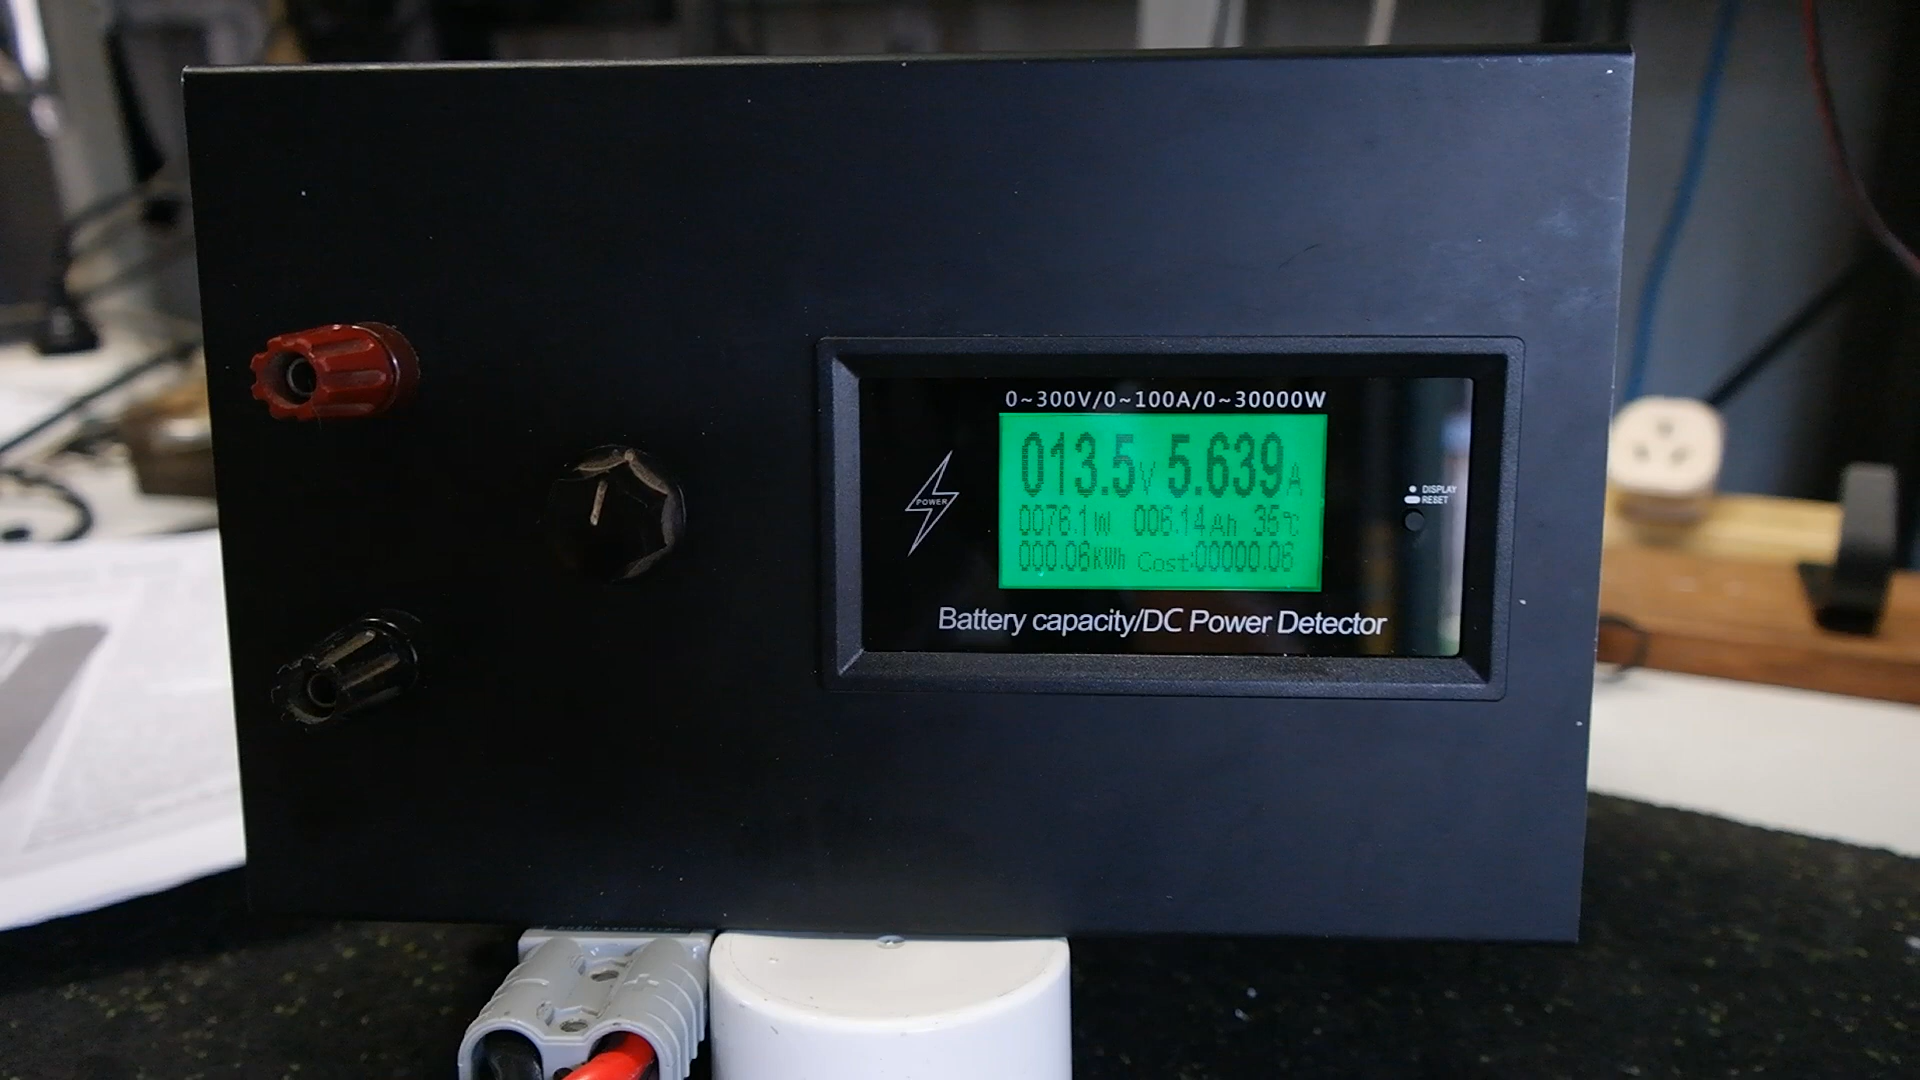 0~300V/0~100A/0~30000W
013.5V 5.639A
0076.1W 006.14Ah 35℃
000.06KWh Cost:00000.06
POWER
DISPLAY
RESET
Battery capacity/DC Power Detector